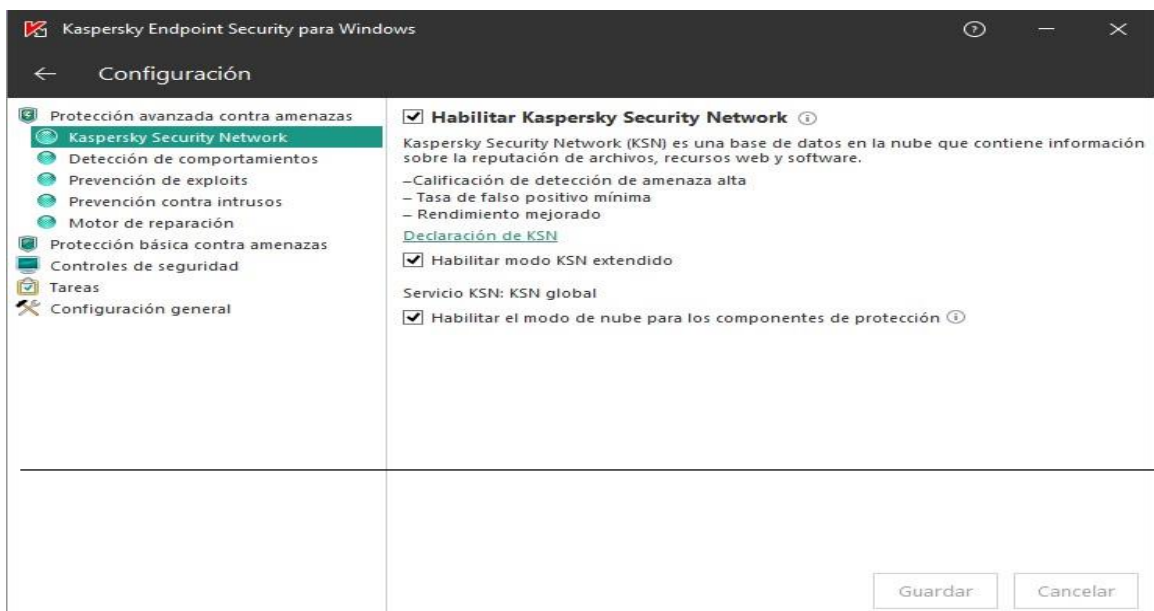 Kaspersky Endpoint Security para Windows
Configuración
Protección avanzada contra amenazas
Kaspersky Security Network
Detección de comportamientos
Prevención de exploits
Prevención contra intrusos
Motor de reparación
Protección básica contra amenazas
Controles de seguridad
Tareas
Configuración general
Habilitar Kaspersky Security Network
Kaspersky Security Network (KSN) es una base de datos en la nube que contiene información
sobre la reputación de archivos, recursos web y software.
–Calificación de detección de amenaza alta
– Tasa de falso positivo mínima
– Rendimiento mejorado
Declaración de KSN
Habilitar modo KSN extendido
Servicio KSN: KSN global
Habilitar el modo de nube para los componentes de protección
Guardar
Cancelar